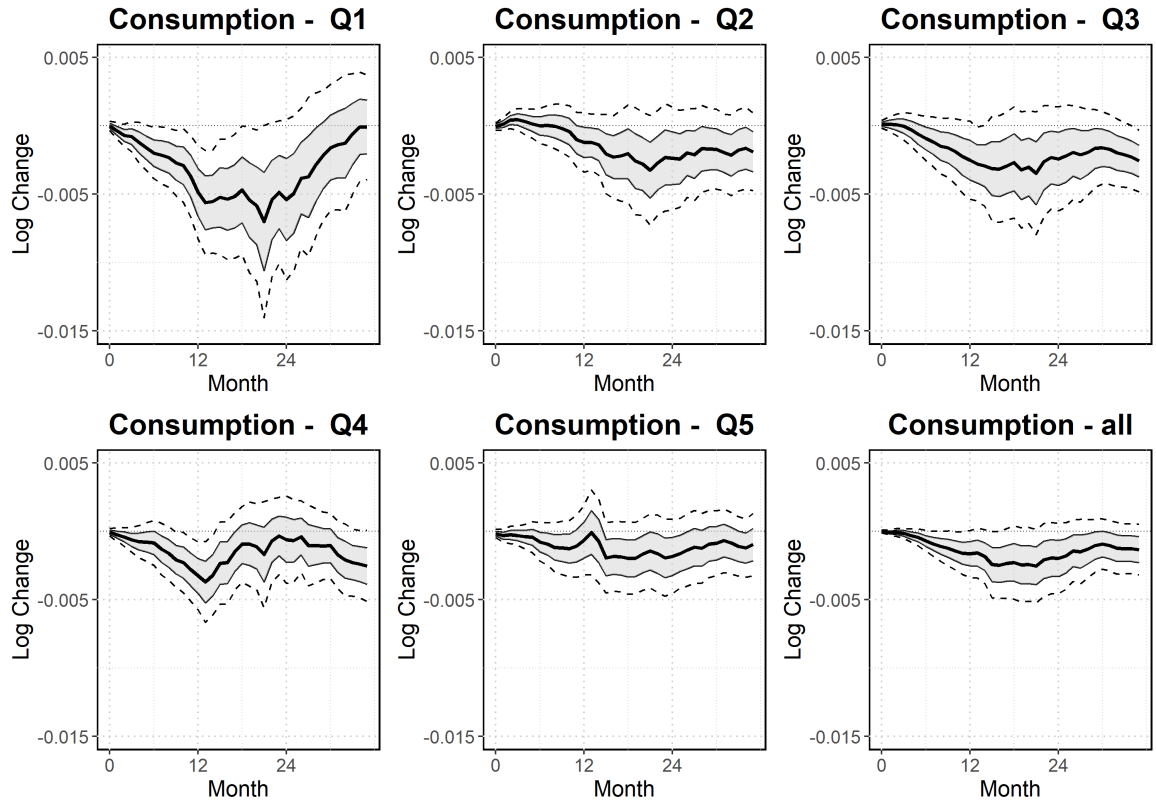 Consumption -  Q1
Log Change
0.005
-0.005
-0.015
0
12
24
Month
Consumption -  Q2
Log Change
0.005
-0.005
-0.015
0
12
24
Month
Consumption -  Q3
Log Change
0.005
-0.005
-0.015
0
12
24
Month
Consumption -  Q4
Log Change
0.005
-0.005
-0.015
0
12
24
Month
Consumption -  Q5
Log Change
0.005
-0.005
-0.015
0
12
24
Month
Consumption - all
Log Change
0.005
-0.005
-0.015
0
12
24
Month